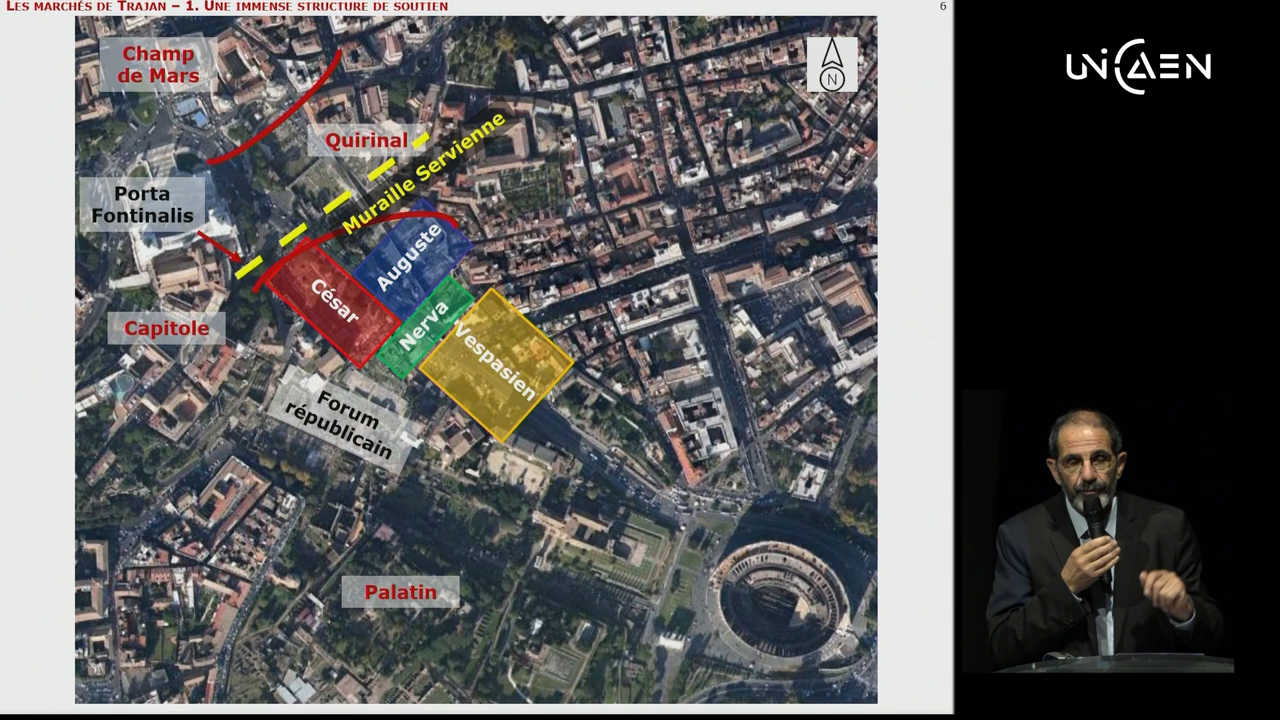 LES MARCHÉS DE TRAJAN – 1. UNE IMMENSE STRUCTURE DE SOUTIEN
6
Champ
de Mars
N
UNICAEN
Quirinal
Muraille Servienne
Porta
Fontinalis
Auguste
César
Nerva
Vespasien
Capitole
Forum
républicain
Palatin